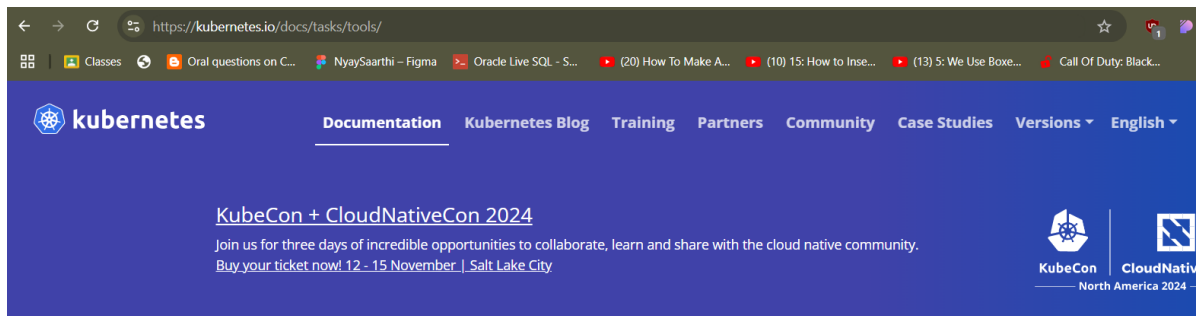 https://kubernetes.io/docs/tasks/tools/
1
Classes Oral questions on C... NyaySaarthi – Figma Oracle Live SQL - S... (20) How To Make A... (10) 15: How to Inse... (13) 5: We Use Boxe... Call Of Duty: Black...
kubernetes Documentation Kubernetes Blog Training Partners Community Case Studies Versions English
KubeCon + CloudNativeCon 2024
Join us for three days of incredible opportunities to collaborate, learn and share with the cloud native community.
Buy your ticket now! 12 - 15 November | Salt Lake City
KubeCon CloudNativ
North America 2024